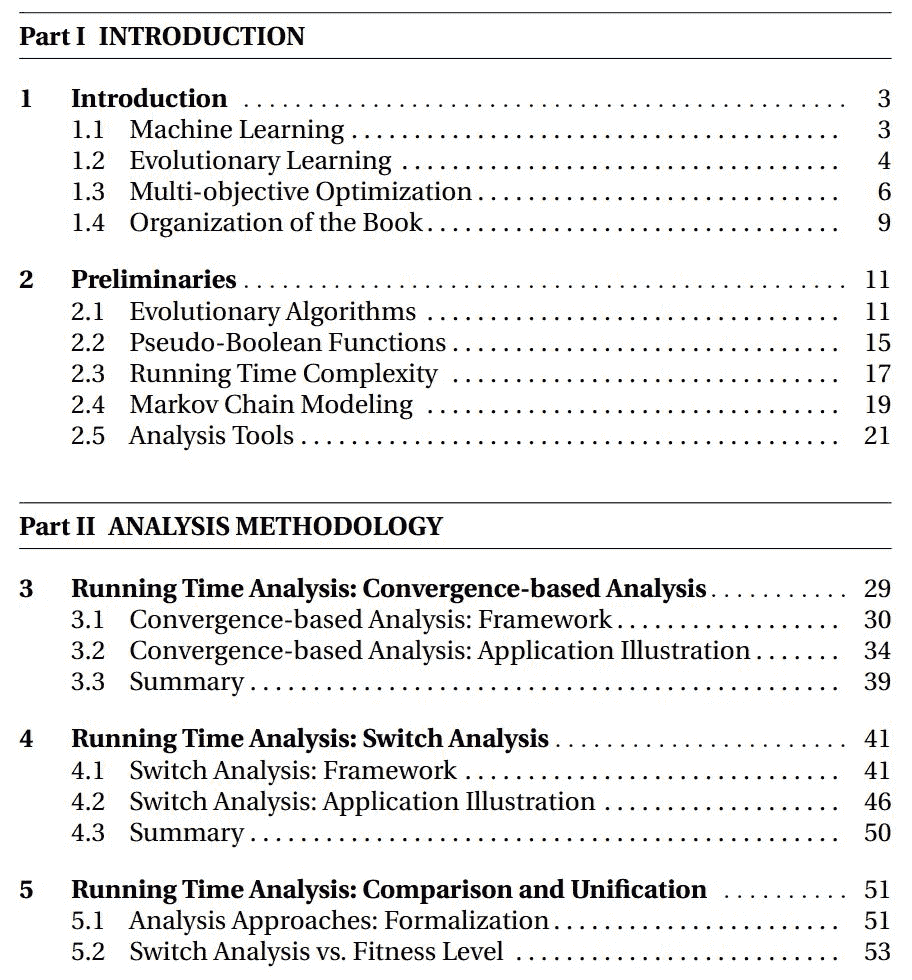 Part I INTRODUCTION
1 Introduction . . . . . . . . . . . . . . . . . . . . 3
1.1 Machine Learning . . . . . . . . . . . . . . . . . . . . 3
1.2 Evolutionary Learning . . . . . . . . . . . . . . . . . . . . 4
1.3 Multi-objective Optimization . . . . . . . . . . . . . . . . . . . . 6
1.4 Organization of the Book . . . . . . . . . . . . . . . . . . . . 9
2 Preliminaries . . . . . . . . . . . . . . . . . . . . 11
2.1 Evolutionary Algorithms . . . . . . . . . . . . . . . . . . . . 11
2.2 Pseudo-Boolean Functions . . . . . . . . . . . . . . . . . . . . 15
2.3 Running Time Complexity . . . . . . . . . . . . . . . . . . . . 17
2.4 Markov Chain Modeling . . . . . . . . . . . . . . . . . . . . 19
2.5 Analysis Tools . . . . . . . . . . . . . . . . . . . . 21
Part II ANALYSIS METHODOLOGY
3 Running Time Analysis: Convergence-based Analysis . . . . . . . . . . . 29
3.1 Convergence-based Analysis: Framework . . . . . . . . . . . . . . . . . . 30
3.2 Convergence-based Analysis: Application Illustration . . . . . . . 34
3.3 Summary . . . . . . . . . . . . . . . . . . . . 39
4 Running Time Analysis: Switch Analysis . . . . . . . . . . . . . . . . . . . . 41
4.1 Switch Analysis: Framework . . . . . . . . . . . . . . . . . . . . 41
4.2 Switch Analysis: Application Illustration . . . . . . . . . . . . . . . . . . . 46
4.3 Summary . . . . . . . . . . . . . . . . . . . . 50
5 Running Time Analysis: Comparison and Unification . . . . . . . . . . 51
5.1 Analysis Approaches: Formalization . . . . . . . . . . . . . . . . . . . . 51
5.2 Switch Analysis vs. Fitness Level . . . . . . . . . . . . . . . . . . . . 53